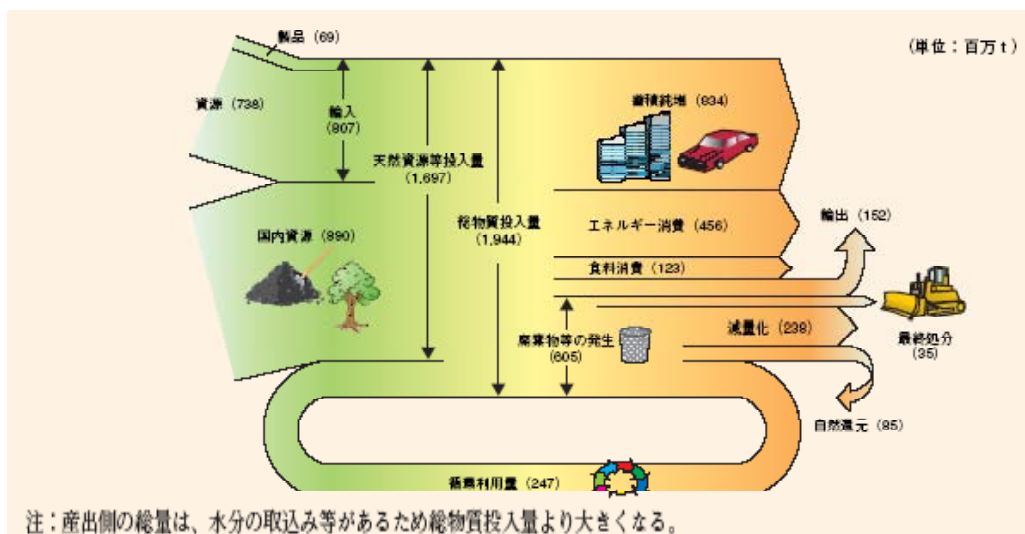 製品(69)
(単位:百万t)
資源(738)
輸入
(807)
蓄積純増(834)
天然資源等投入量
(1,697)
総物質投入量
(1,944)
輸出(152)
エネルギー消費(456)
国内資源(890)
食料消費(123)
減量化(238)
廃棄物等の発生
(605)
最終処分
(35)
自然還元(85)
循環利用量(247)
注:産出側の総量は、水分の取込み等があるため総物質投入量より大きくなる。